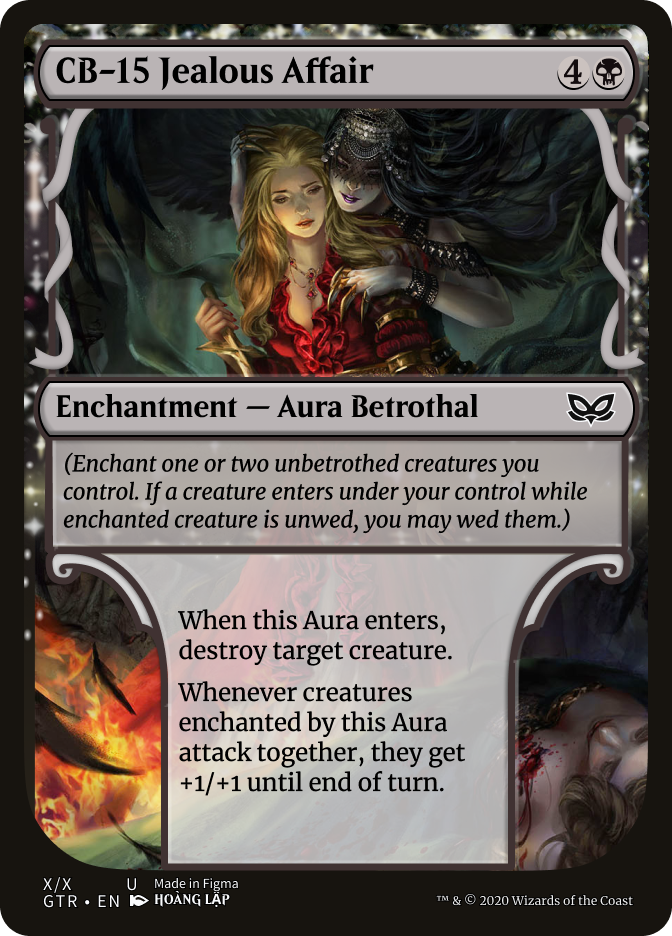 CB-15 Jealous Affair 4
Enchantment — Aura Betrothal
(Enchant one or two unbetrothed creatures you
control. If a creature enters under your control while
enchanted creature is unwed, you may wed them.)
When this Aura enters,
destroy target creature.
Whenever creatures
enchanted by this Aura
attack together, they get
+1/+1 until end of turn.
X/X U Made in Figma
GTR • EN HOÀNG LẬP ™ & © 2020 Wizards of the Coast